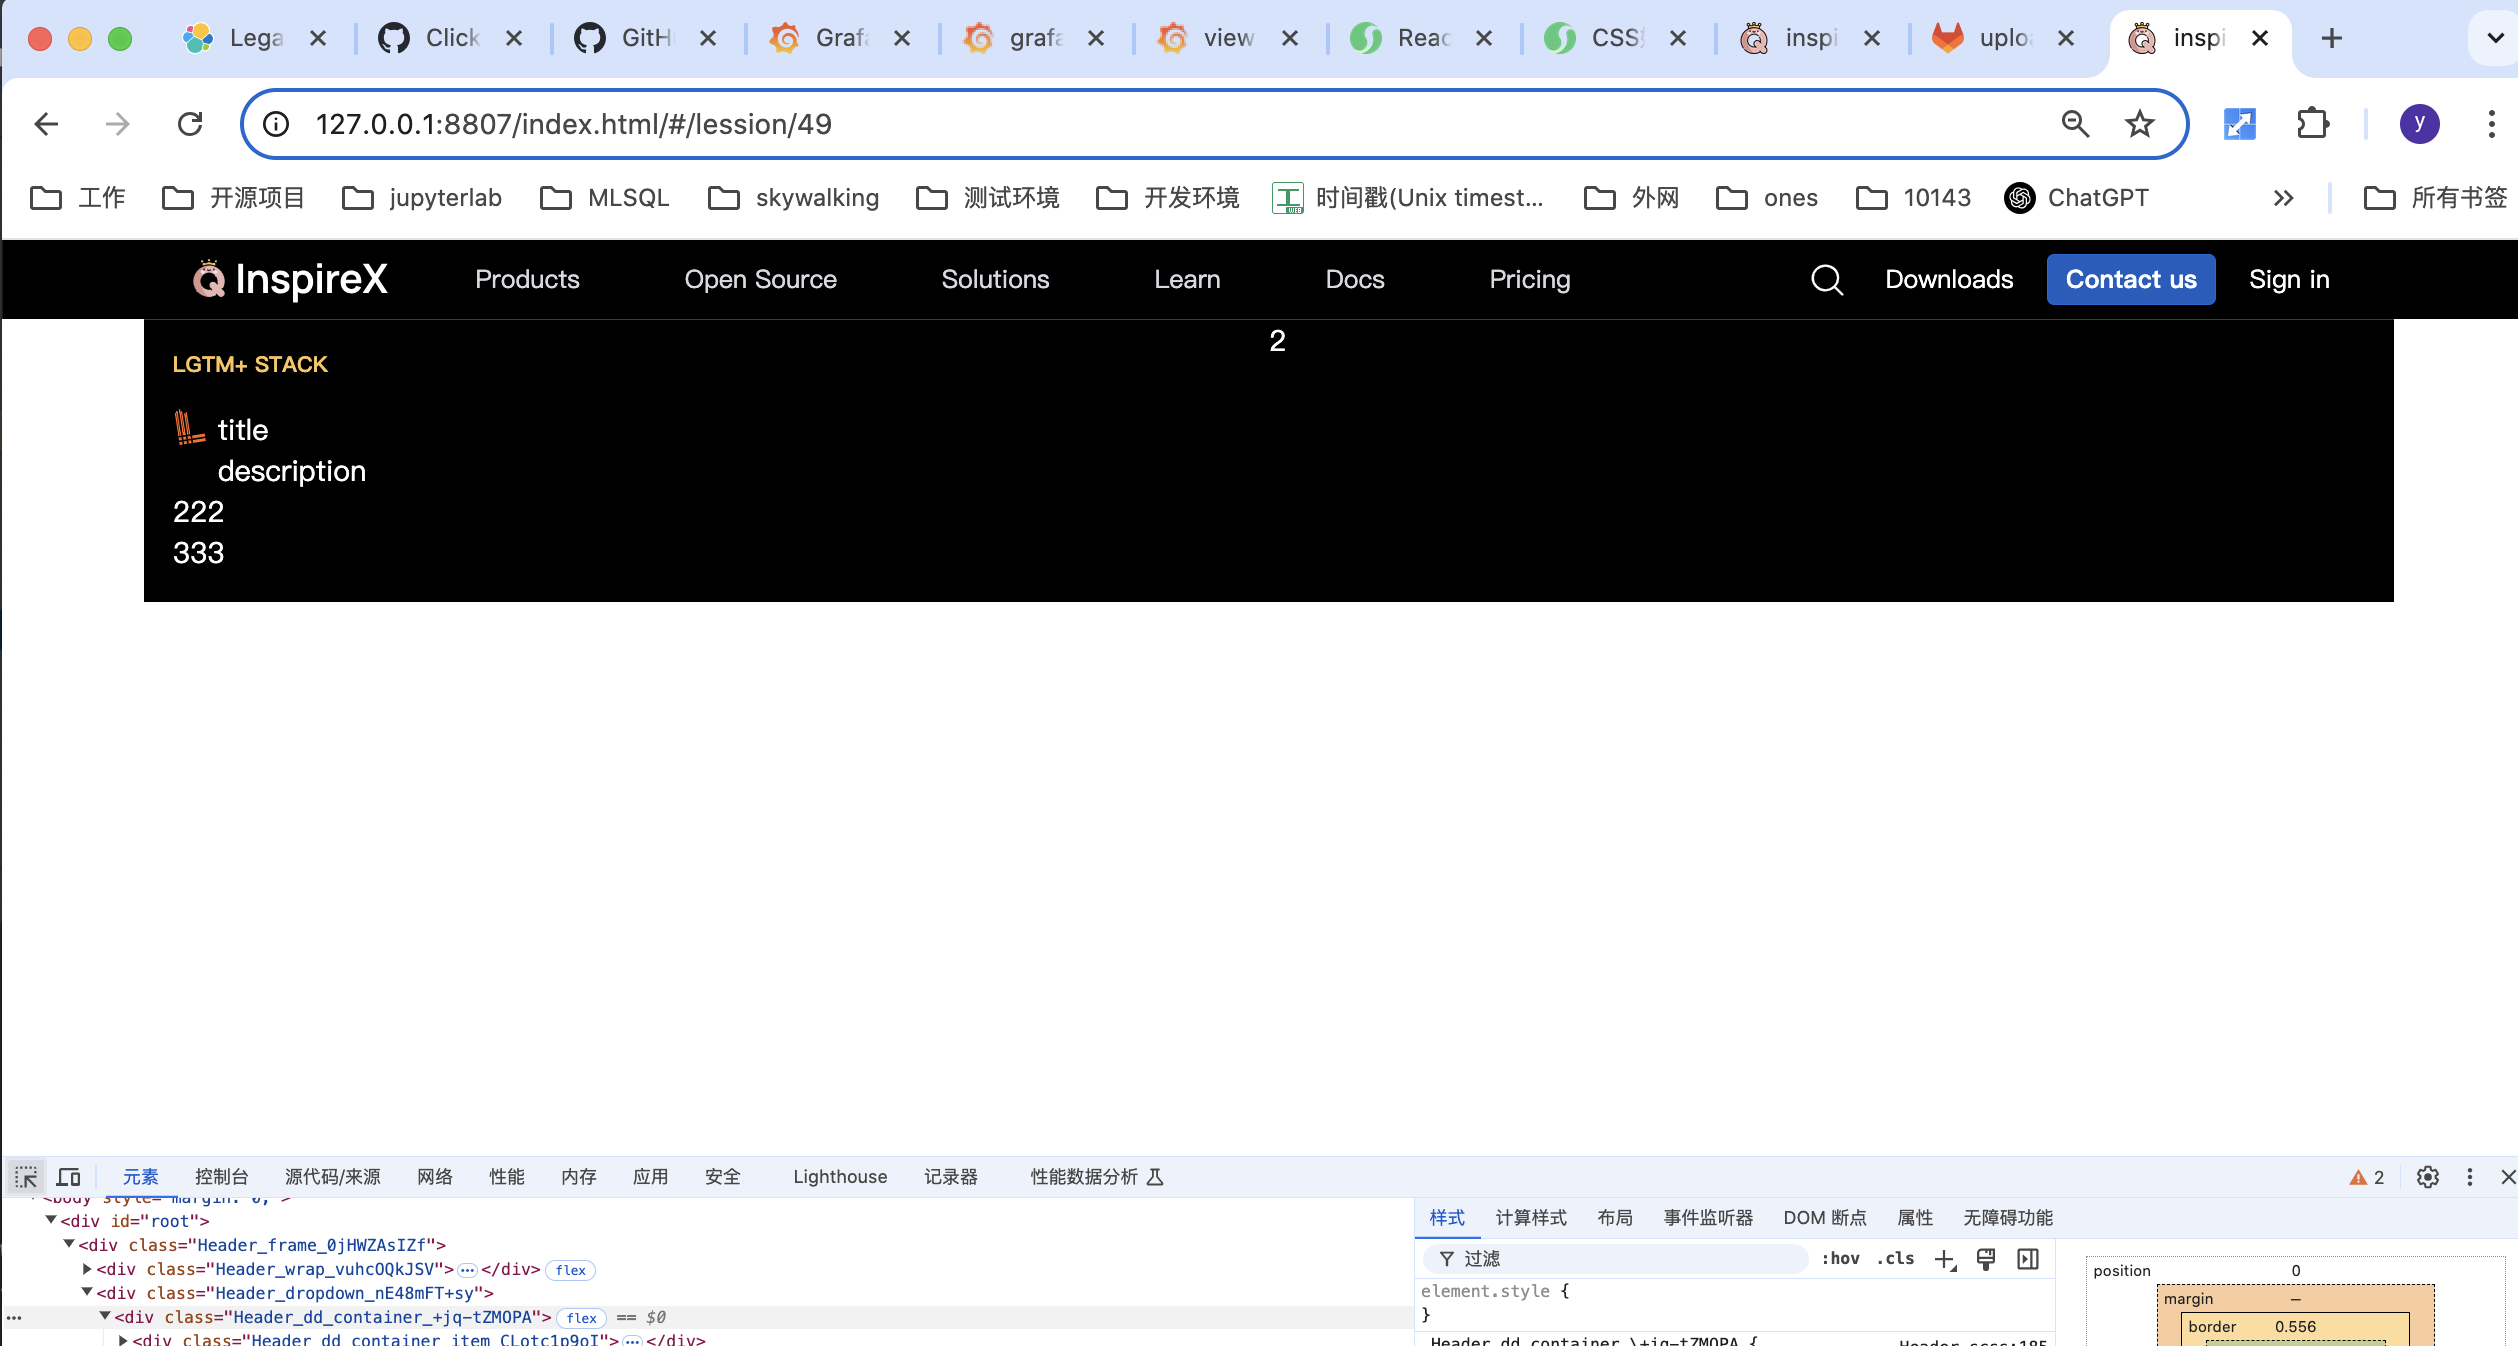 Lega
Click
GitH
Graf
grafa
view
Reac
CSS
inspi
uplo
inspi
127.0.0.1:8807/index.html/#/lession/49
y
工作
开源项目
jupyterlab
MLSQL
skywalking
测试环境
开发环境
时间戳(Unix timest...
外网
ones
10143
ChatGPT
所有书签
InspireX
Products
Open Source
Solutions
Learn
Docs
Pricing
Downloads
Contact us
Sign in
LGTM+ STACK
2
title
description
222
333
元素
控制台
源代码/来源
网络
性能
内存
应用
安全
Lighthouse
记录器
性能数据分析
2
<body style="margin: 0;">
<div id="root">
<div class="Header_frame_0jHWZAsIZf">
<div class="Header_wrap_vuhcOQkJSV"> … </div> flex
<div class="Header_dropdown_nE48mFT+sy">
… <div class="Header_dd_container_+jq-tZMOPA"> flex == $0
<div class="Header_dd_container_item_CLotc1p9oI"> … </div>
样式
计算样式
布局
事件监听器
DOM 断点
属性
无障碍功能
过滤
:hov
.cls
element.style {
}
.Header_dd_container_\+jq-tZMOPA {
Header.scss:185
position
0
margin
–
border
0.556